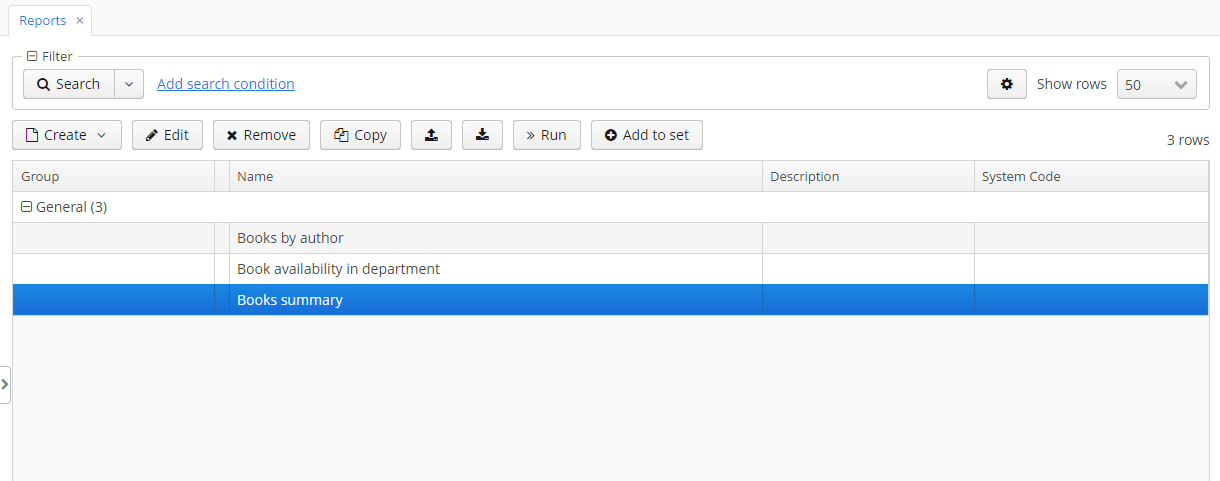 Reports ×
Filter
Search Add search condition Show rows 50
Create Edit Remove Copy Run Add to set
3 rows
Group Name Description System Code
General (3)
Books by author
Book availability in department
Books summary